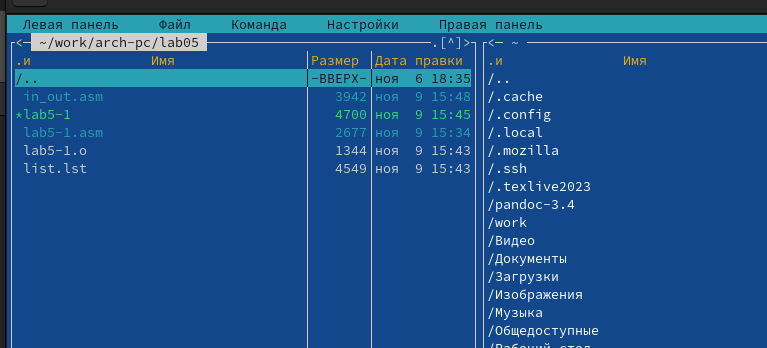 Левая панель Файл Команда Настройки Правая панель
<─ ~/work/arch-pc/lab05 .[^]> <─ ~
.и Имя Размер Дата правки .и Имя
/.. -ВВЕРХ- ноя 6 18:35 /..
in_out.asm 3942 ноя 9 15:48 /.cache
*lab5-1 4700 ноя 9 15:45 /.config
lab5-1.asm 2677 ноя 9 15:34 /.local
lab5-1.o 1344 ноя 9 15:43 /.mozilla
list.lst 4549 ноя 9 15:43 /.ssh
/.texlive2023
/pandoc-3.4
/work
/Видео
/Документы
/Загрузки
/Изображения
/Музыка
/Общедоступные